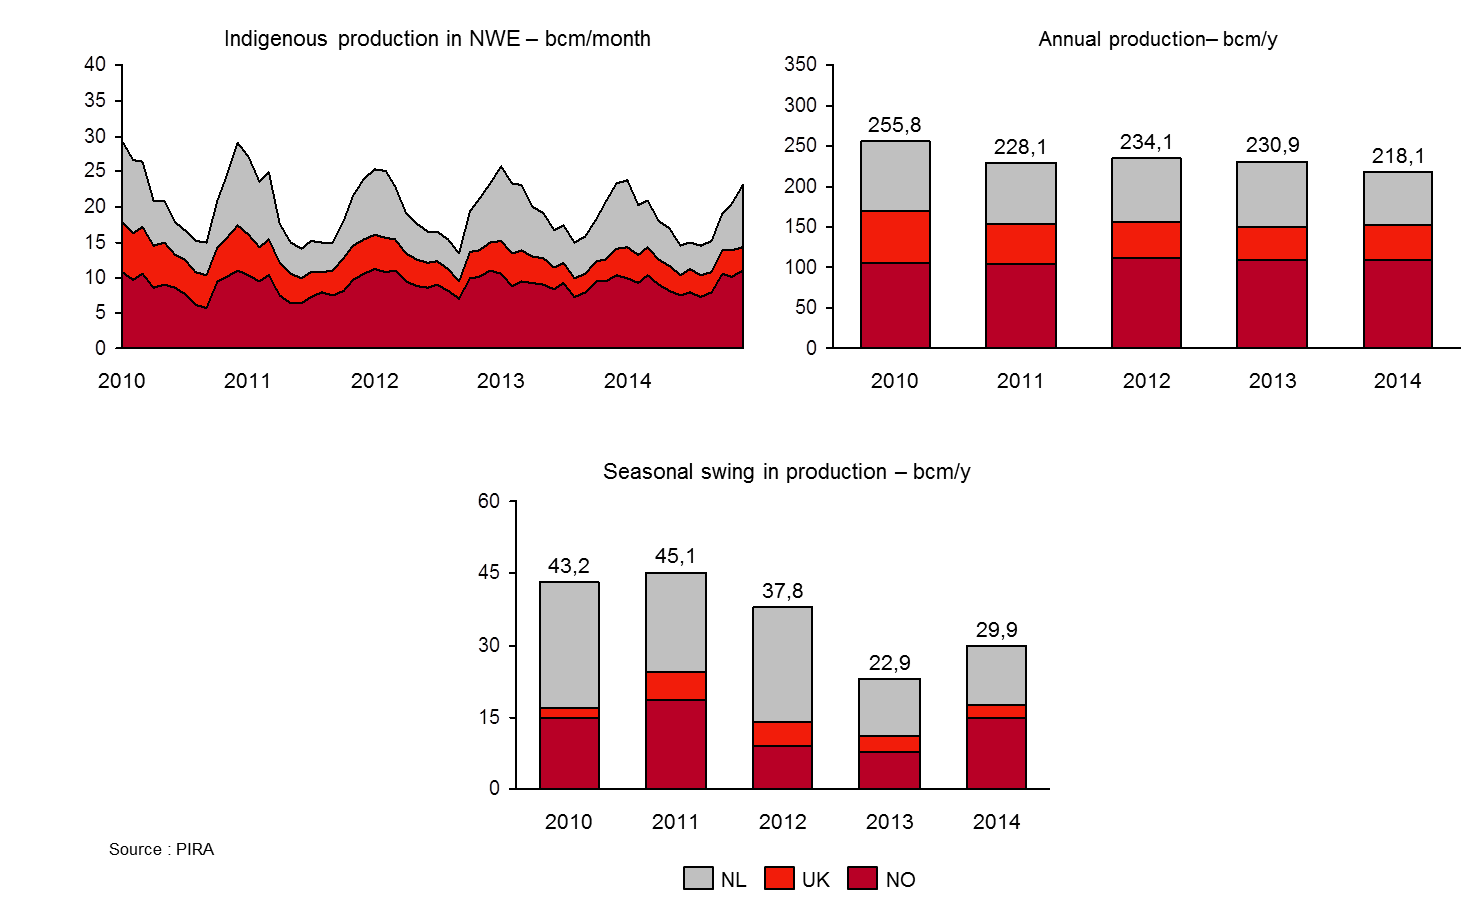 Indigenous production in NWE – bcm/month
40
35
30
25
20
15
10
5
0
2010 2011 2012 2013 2014
Annual production– bcm/y
350
300
250
200
150
100
50
0
255,8 228,1 234,1 230,9 218,1
2010 2011 2012 2013 2014
Seasonal swing in production – bcm/y
60
45
30
15
0
43,2 45,1 37,8 22,9 29,9
2010 2011 2012 2013 2014
Source : PIRA
NL UK NO